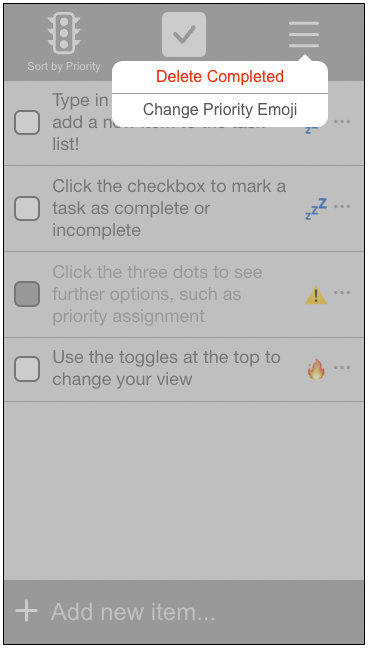 Sort by Priority
Delete Completed
Change Priority Emoji
Type in
add a new item to the task
list!
Click the checkbox to mark a
task as complete or
incomplete
Click the three dots to see
further options, such as
priority assignment
Use the toggles at the top to
change your view
Add new item...